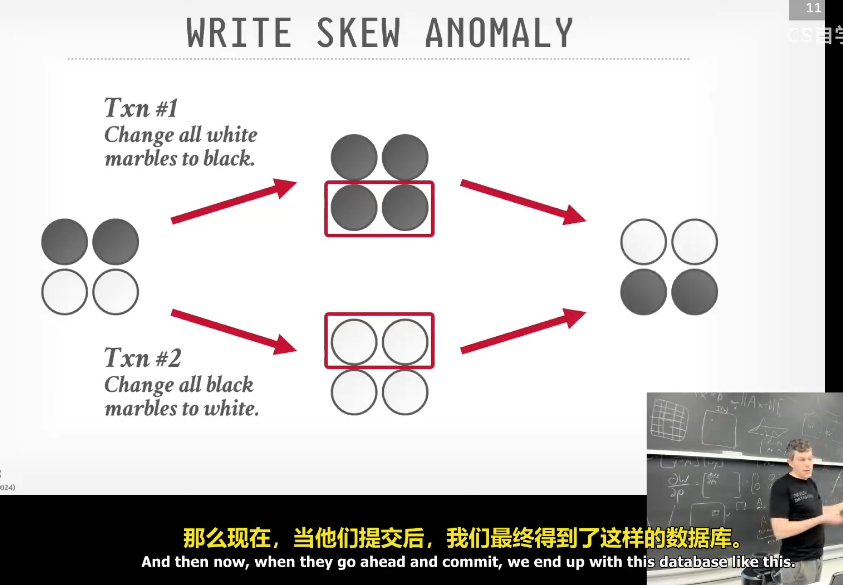 11
CS自学
WRITE SKEW ANOMALY
Txn #1
Change all white
marbles to black.
Txn #2
Change all black
marbles to white.
024)
那么现在，当他们提交后，我们最终得到了这样的数据库。
And then now, when they go ahead and commit, we end up with this database like this.